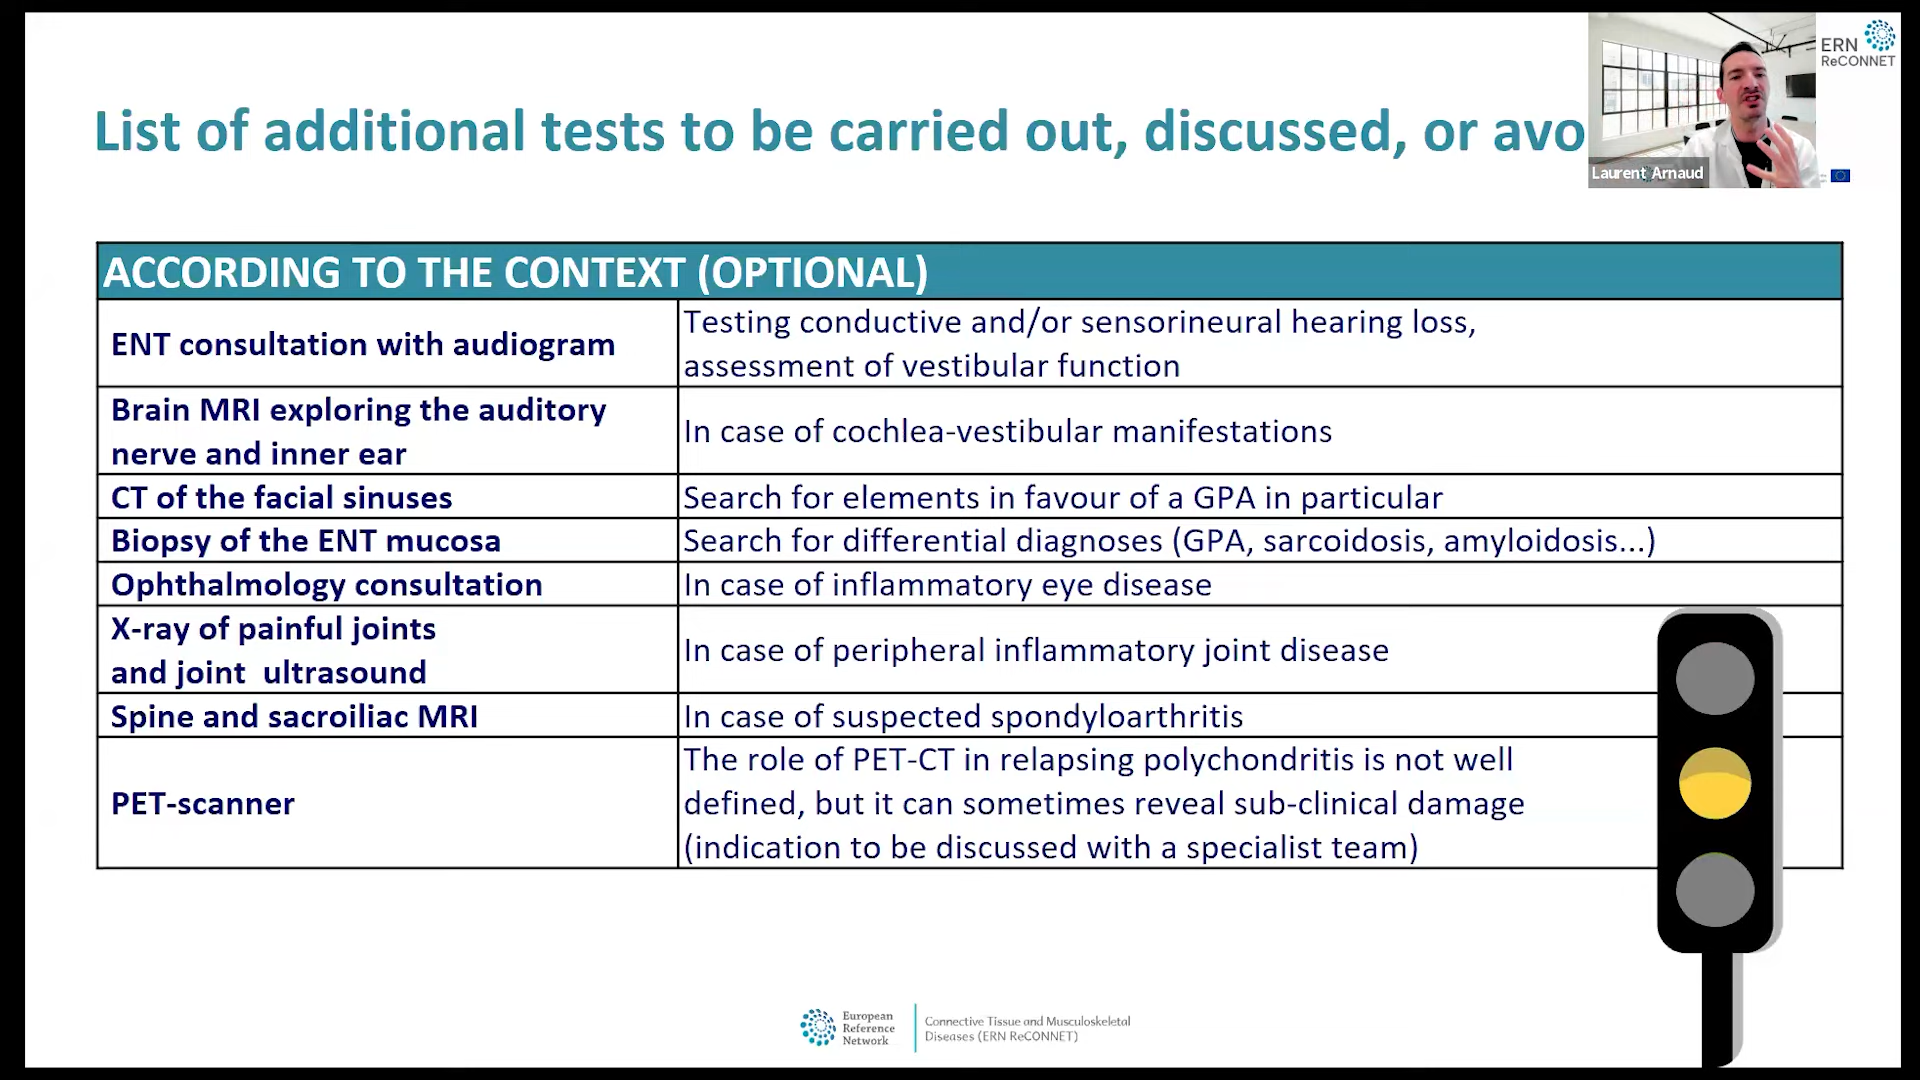 ERN
ReCONNET
List of additional tests to be carried out, discussed, or avo
Laurent Arnaud
ACCORDING TO THE CONTEXT (OPTIONAL)
ENT consultation with audiogram
Testing conductive and/or sensorineural hearing loss,
assessment of vestibular function
Brain MRI exploring the auditory
nerve and inner ear
In case of cochlea-vestibular manifestations
CT of the facial sinuses
Search for elements in favour of a GPA in particular
Biopsy of the ENT mucosa
Search for differential diagnoses (GPA, sarcoidosis, amyloidosis...)
Ophthalmology consultation
In case of inflammatory eye disease
X-ray of painful joints
and joint  ultrasound
In case of peripheral inflammatory joint disease
Spine and sacroiliac MRI
In case of suspected spondyloarthritis
PET-scanner
The role of PET-CT in relapsing polychondritis is not well
defined, but it can sometimes reveal sub-clinical damage
(indication to be discussed with a specialist team)
European
Reference
Network
Connective Tissue and Musculoskeletal
Diseases (ERN ReCONNET)